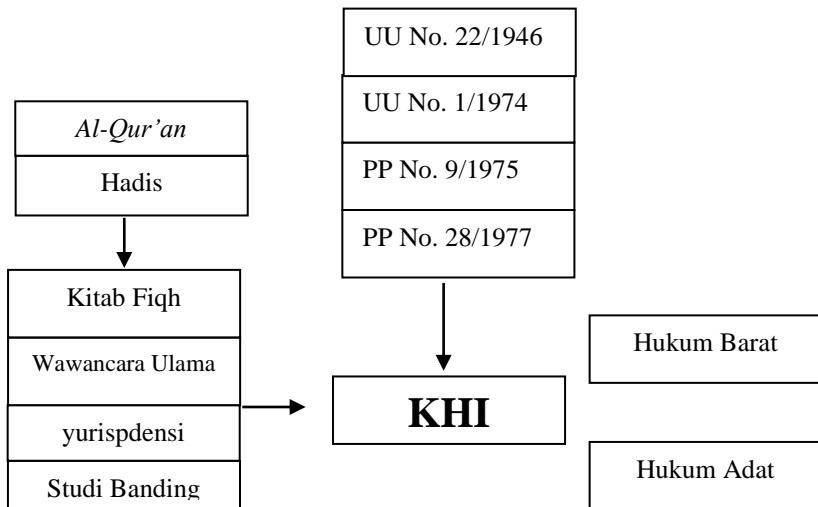 UU No. 22/1946
UU No. 1/1974
PP No. 9/1975
PP No. 28/1977
Al-Qur’an
Hadis
Kitab Fiqh
Wawancara Ulama
yurispdensi
Studi Banding
KHI
Hukum Barat
Hukum Adat